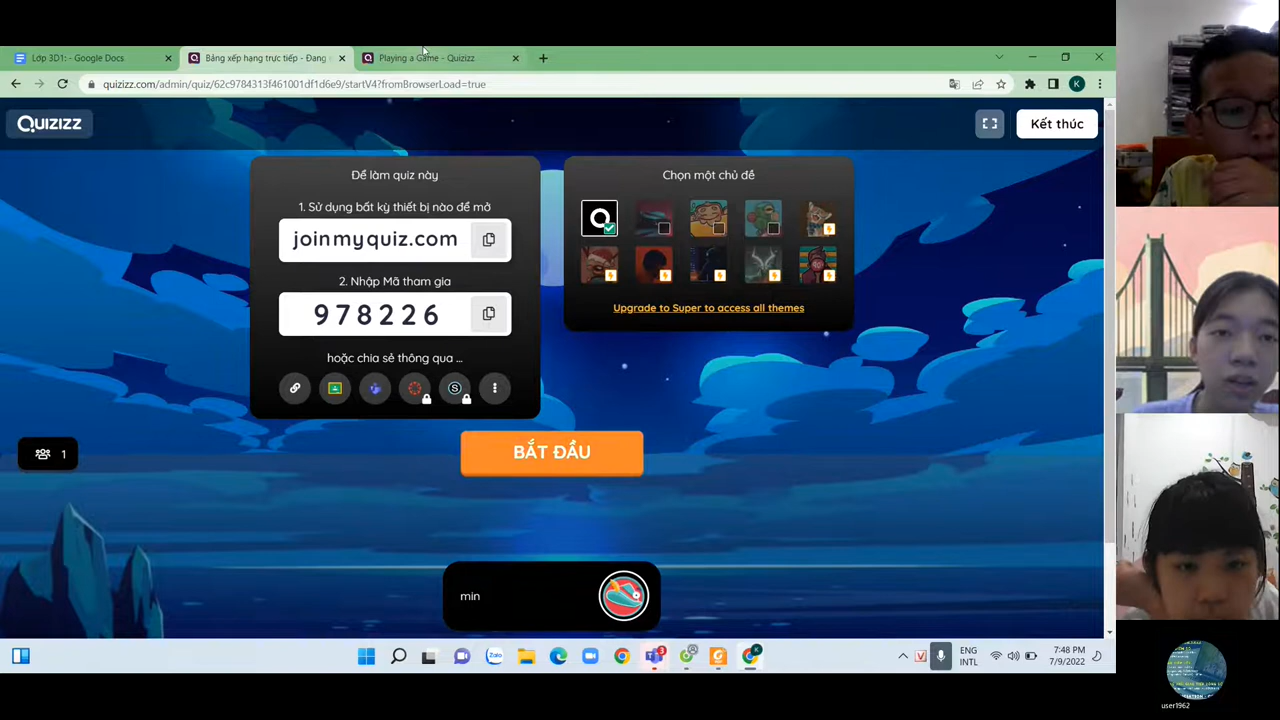 Lớp 3D1: - Google Docs
Bảng xếp hạng trực tiếp - Đang
Playing a Game - Quizizz
quizizz.com/admin/quiz/62c9784313f461001df1d6e9/startV4?fromBrowserLoad=true
K
QUIZIZZ
Kết thúc
Để làm quiz này
1. Sử dụng bất kỳ thiết bị nào để mở
joinmyquiz.com
2. Nhập Mã tham gia
978226
hoặc chia sẻ thông qua ...
Chọn một chủ đề
Upgrade to Super to access all themes
1
BẮT ĐẦU
min
Zalo
3
ENG
INTL
7:48 PM
7/9/2022
user1962